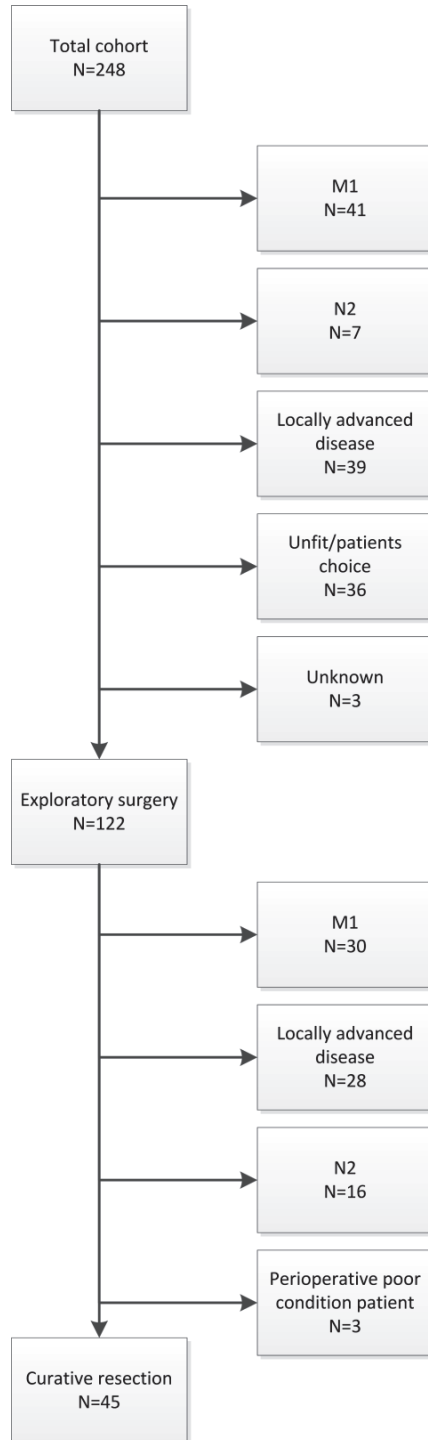 Total cohort
N=248
M1
N=41
N2
N=7
Locally advanced
disease
N=39
Unfit/patients
choice
N=36
Unknown
N=3
Exploratory surgery
N=122
M1
N=30
Locally advanced
disease
N=28
N2
N=16
Perioperative poor
condition patient
N=3
Curative resection
N=45